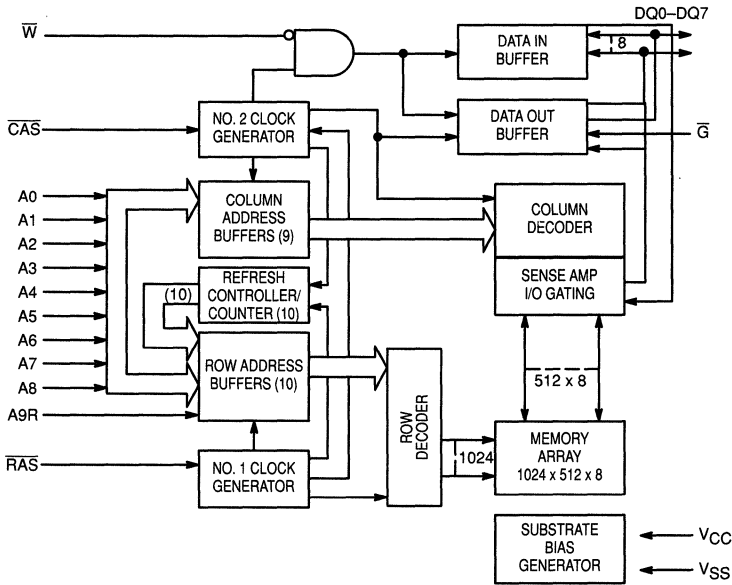 W̅
DQ0–DQ7
DATA IN
BUFFER
8
NO. 2 CLOCK
GENERATOR
C̅A̅S̅
DATA OUT
BUFFER
G̅
A0
A1
A2
A3
A4
A5
A6
A7
A8
A9R
R̅A̅S̅
COLUMN
ADDRESS
BUFFERS (9)
COLUMN
DECODER
REFRESH
CONTROLLER/
COUNTER (10)
(10)
SENSE AMP
I/O GATING
ROW ADDRESS
BUFFERS (10)
512 x 8
ROW
DECODER
1024
MEMORY
ARRAY
1024 x 512 x 8
NO. 1 CLOCK
GENERATOR
SUBSTRATE
BIAS
GENERATOR
VCC
VSS